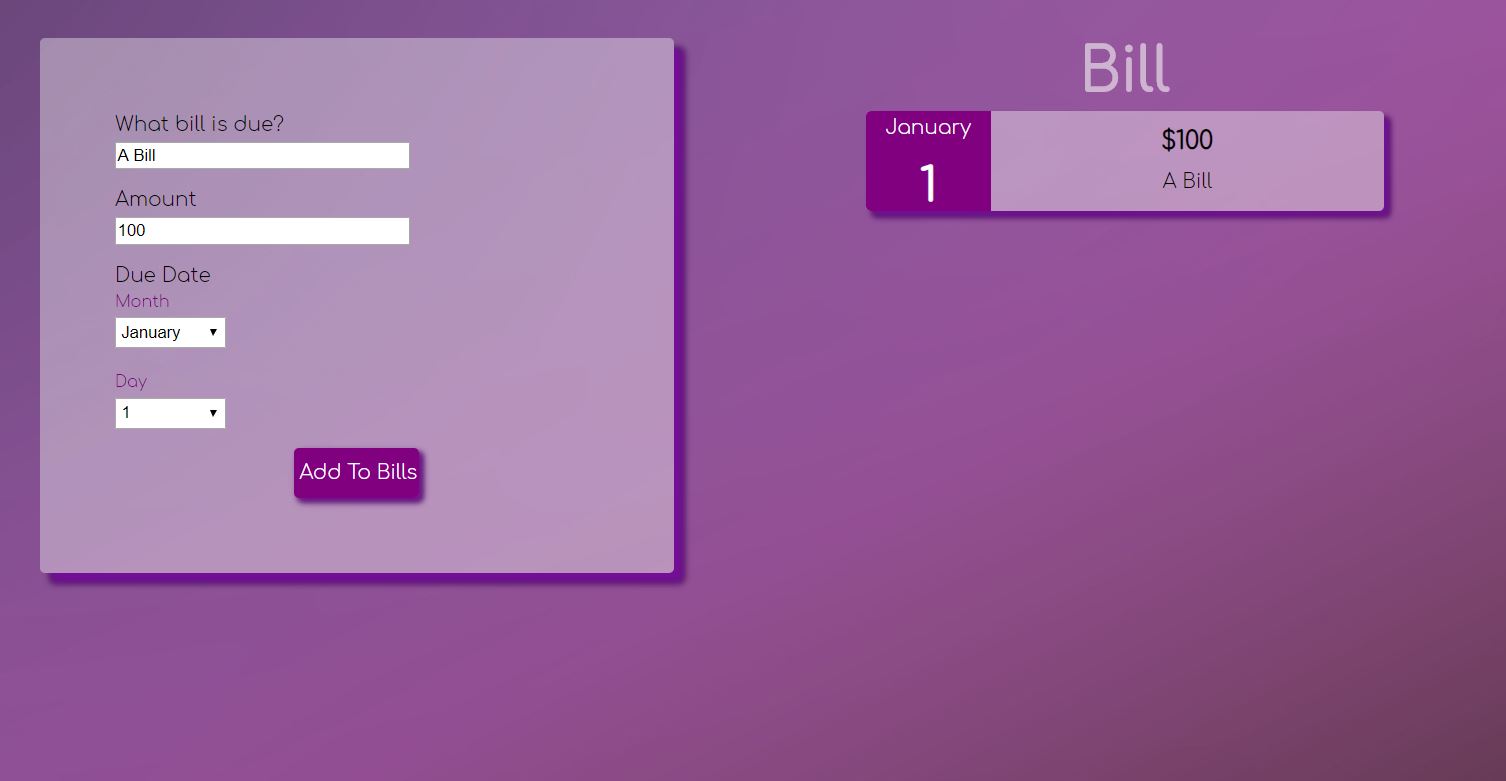 What bill is due?
A Bill
Amount
100
Due Date
Month
January
Day
1
Add To Bills
Bill
January
1
$100
A Bill